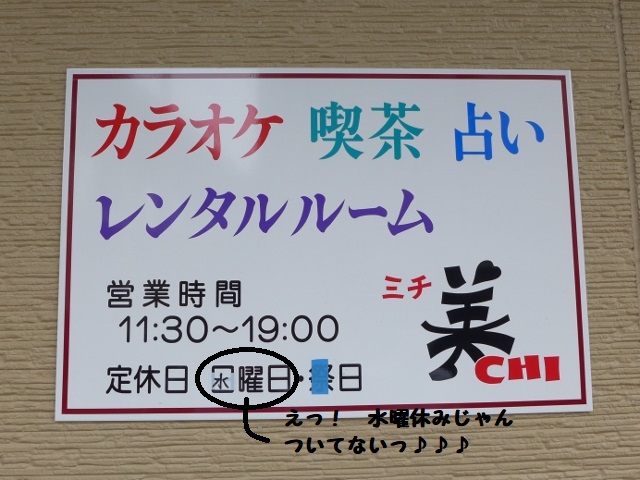 カラオケ 喫茶 占い
レンタルルーム
営業時間
11:30〜19:00
定休日 水曜日・祭日
ミチ
美
CHI
えっ! 水曜休みじゃん
ついてないっ♪♪♪